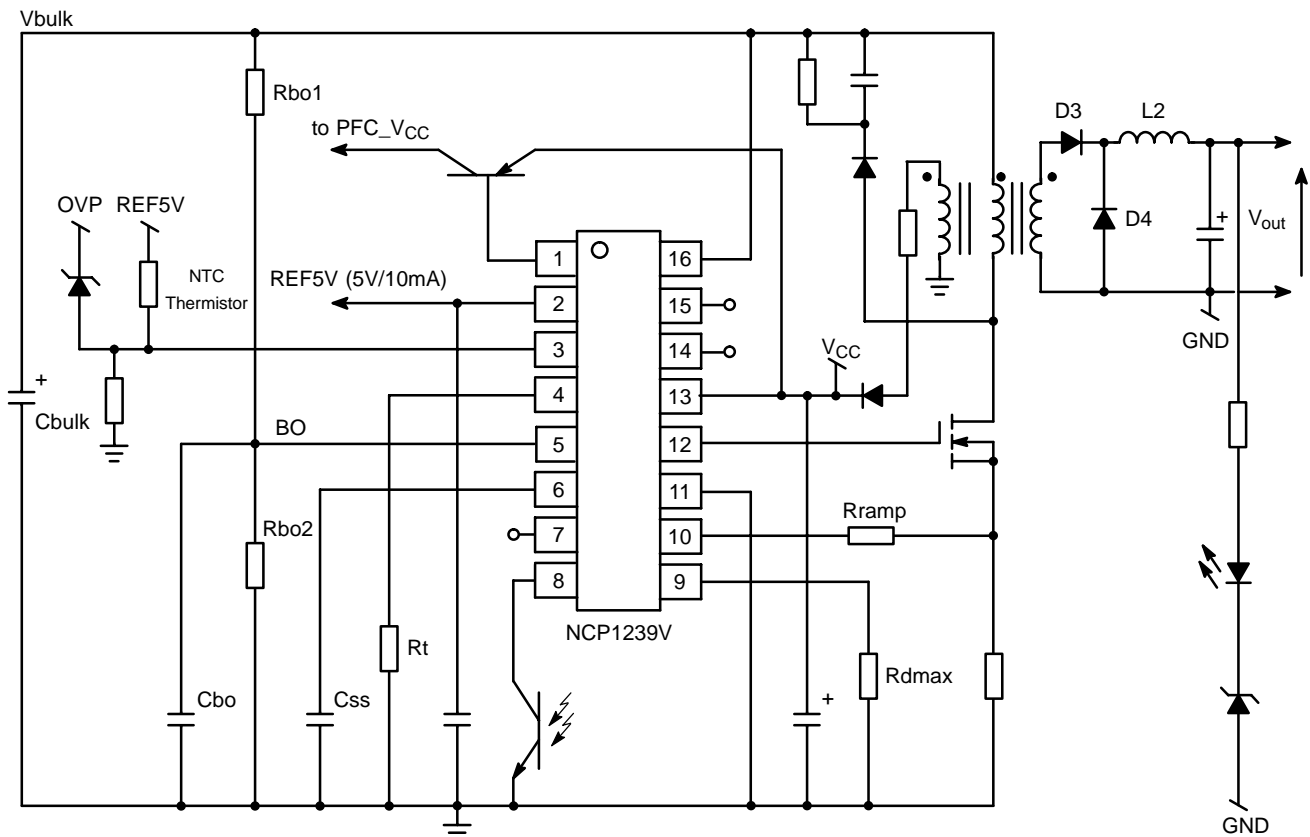 Vbulk
Rbo1
to PFC_VCC
D3
L2
OVP
REF5V
NTC
Thermistor
D4
+
Vout
REF5V (5V/10mA)
1
16
2
15
3
14
4
13
5
12
6
11
7
10
8
9
VCC
GND
+
Cbulk
BO
Rramp
Rbo2
NCP1239V
Rt
Rdmax
Cbo
Css
+
GND